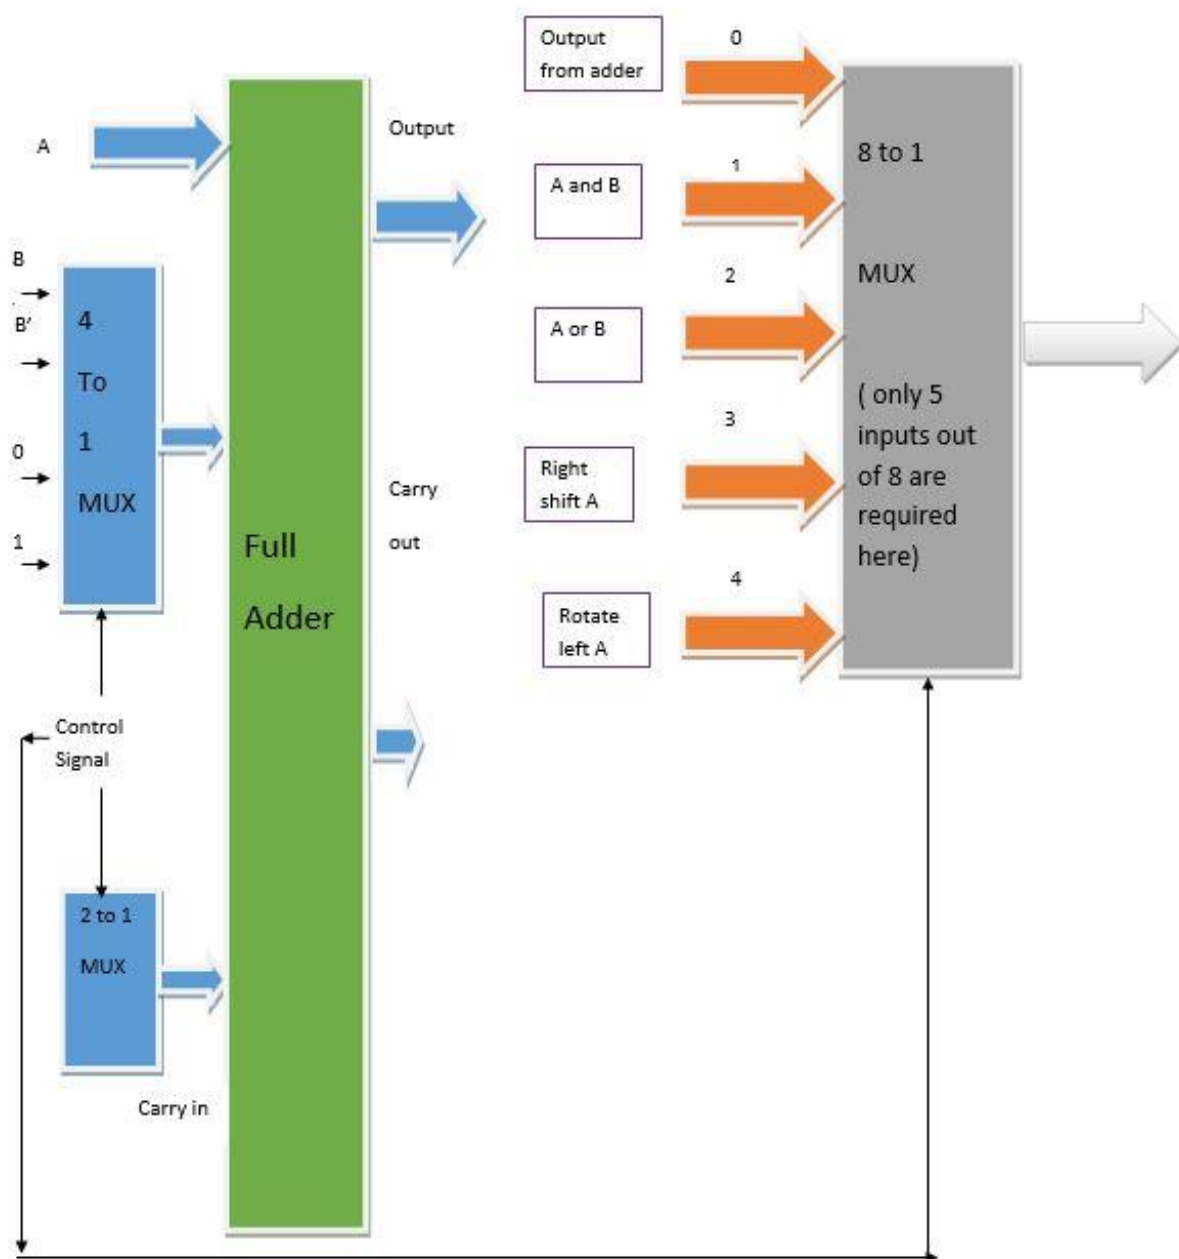 A
B
B'
0
1
4
To
1
MUX
Control
Signal
2 to 1
MUX
Carry in
Full
Adder
Output
Carry
out
Output
from adder
0
A and B
1
A or B
2
Right
shift A
3
Rotate
left A
4
8 to 1
MUX
( only 5
inputs out
of 8 are
required
here)